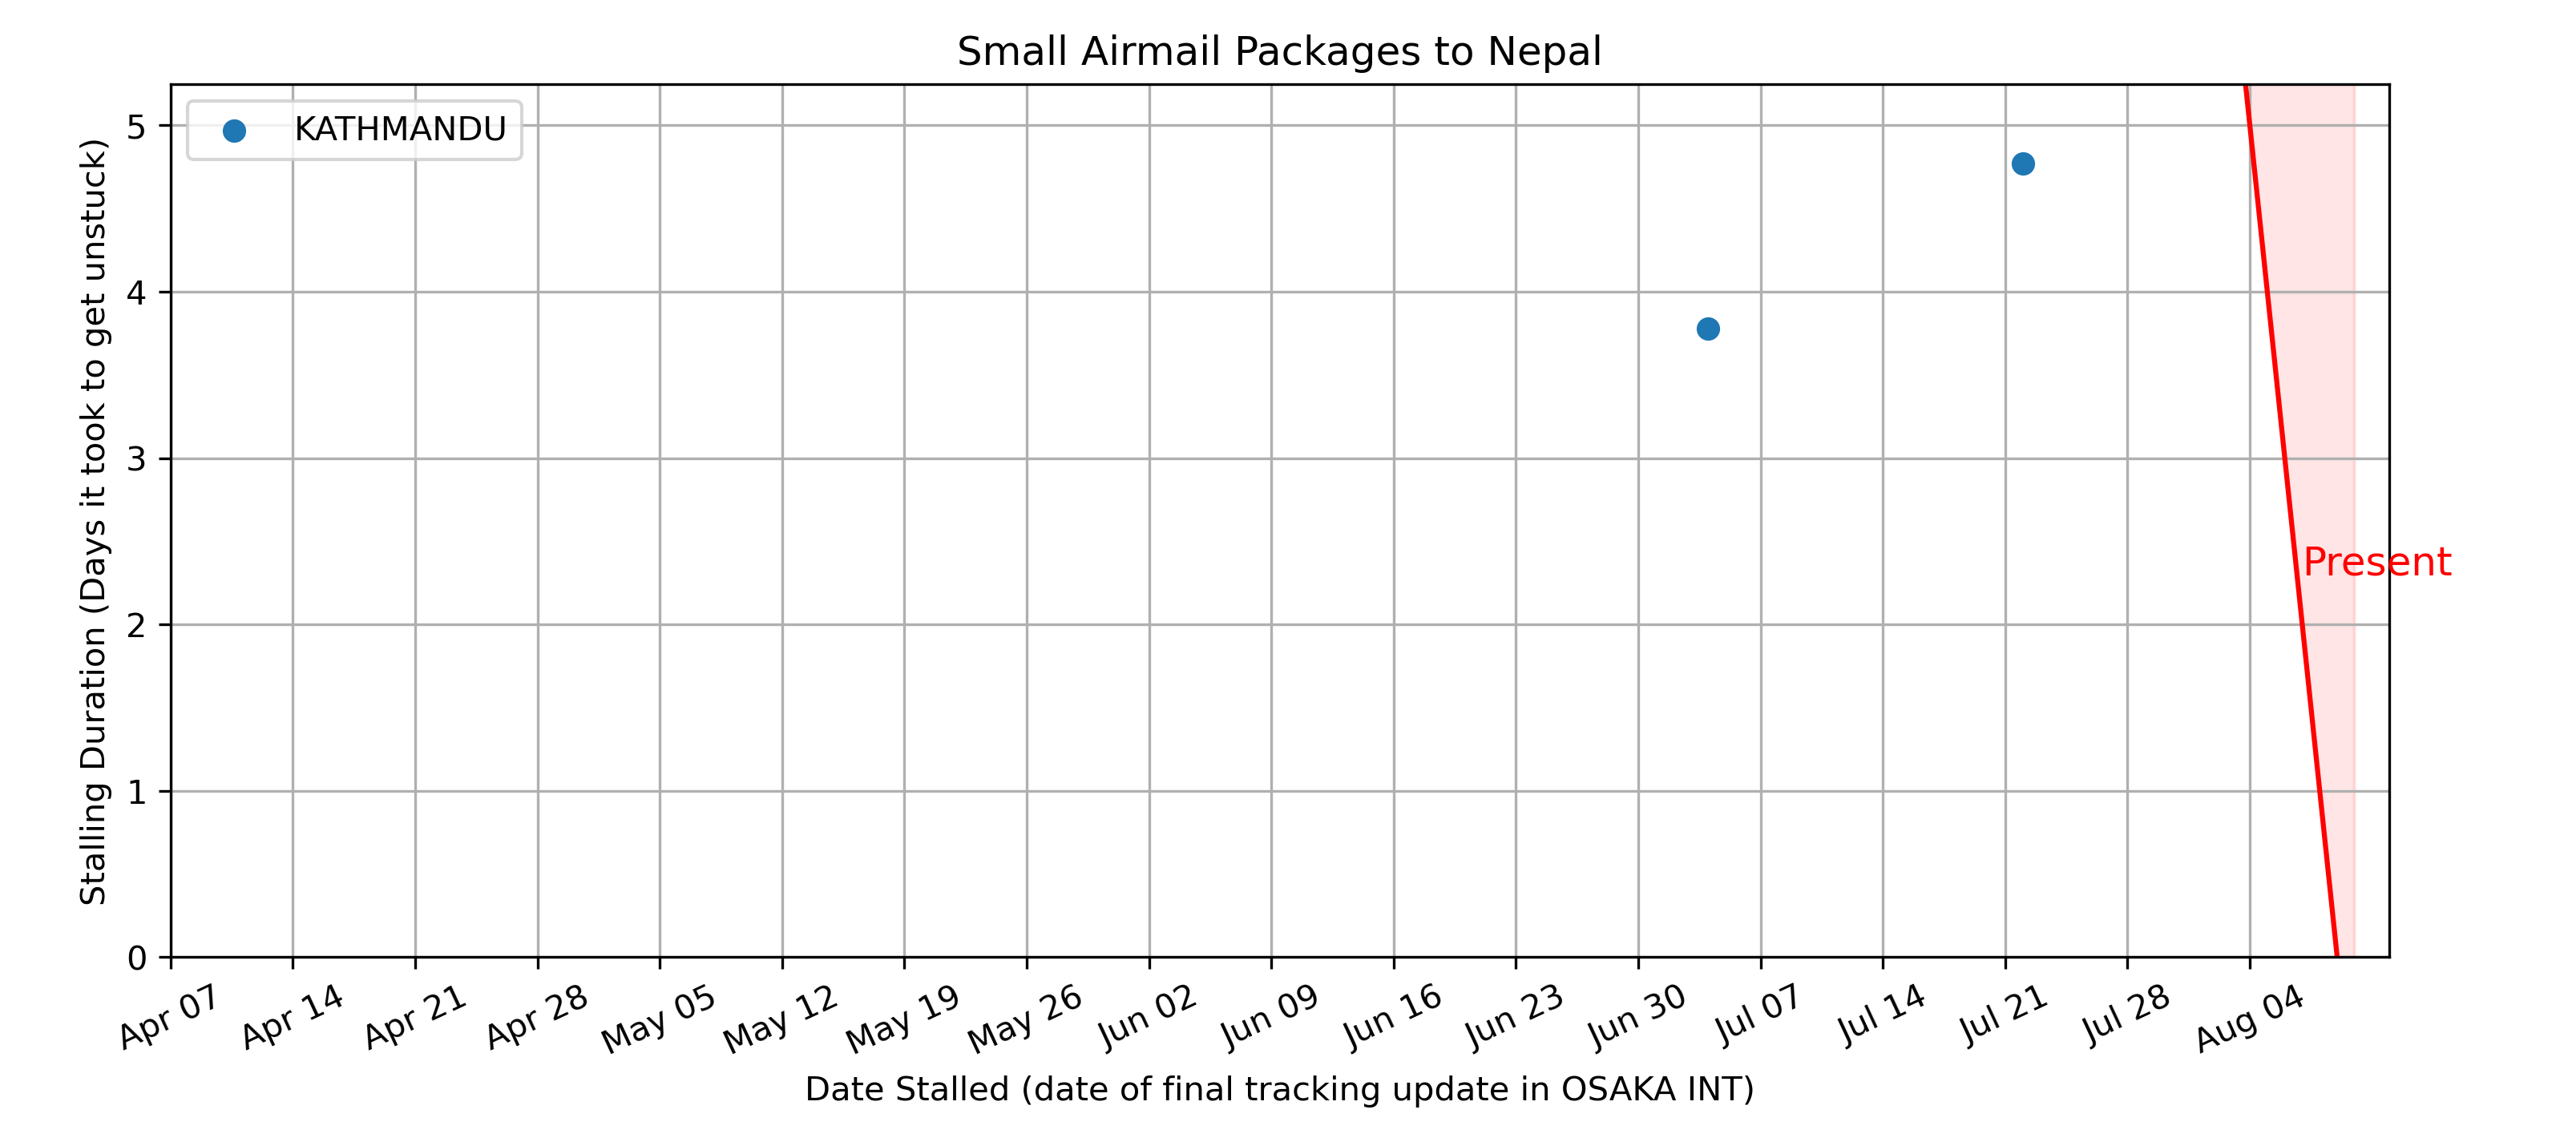 Small Airmail Packages to Nepal
KATHMANDU
Stalling Duration (Days it took to get unstuck)
5
4
3
2
1
0
Present
Apr 07
Apr 14
Apr 21
Apr 28
May 05
May 12
May 19
May 26
Jun 02
Jun 09
Jun 16
Jun 23
Jun 30
Jul 07
Jul 14
Jul 21
Jul 28
Aug 04
Date Stalled (date of final tracking update in OSAKA INT)